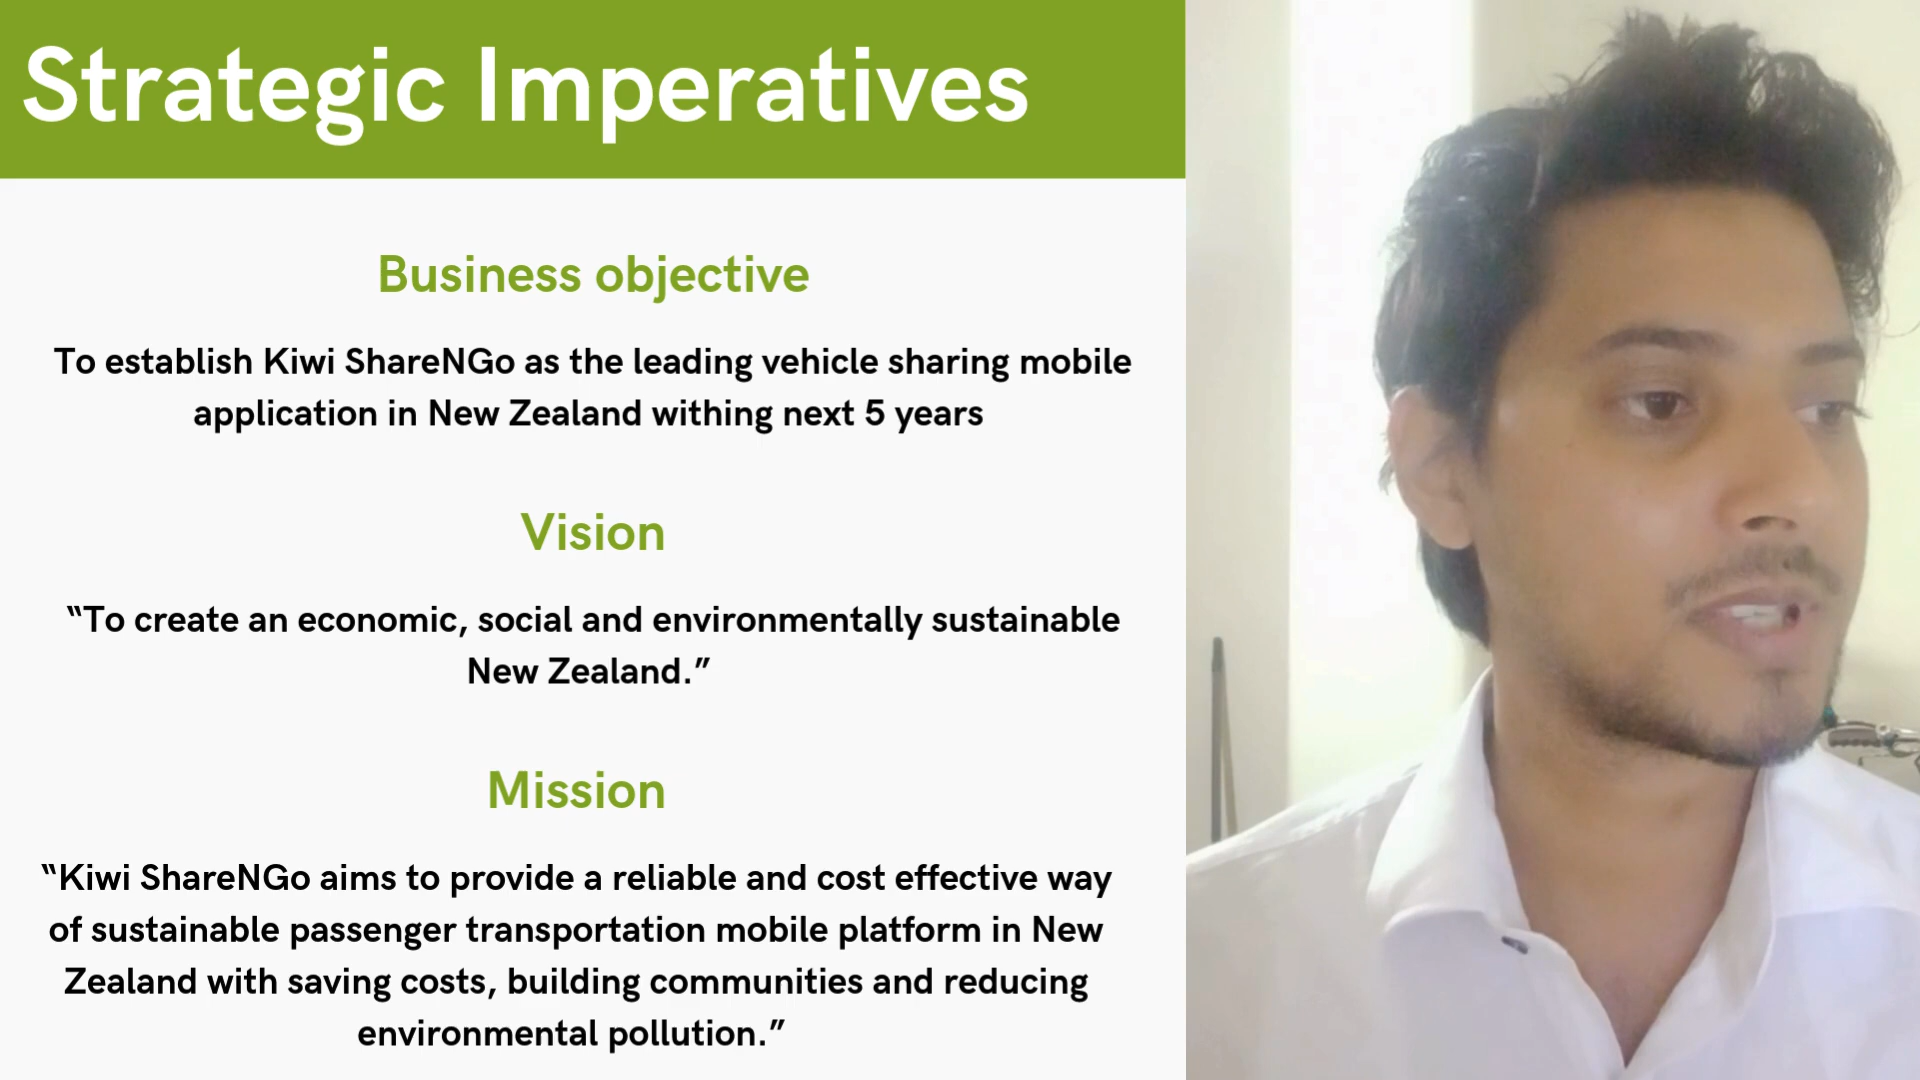 Strategic Imperatives
Business objective
To establish Kiwi ShareNGo as the leading vehicle sharing mobile
application in New Zealand withing next 5 years
Vision
“To create an economic, social and environmentally sustainable
New Zealand.”
Mission
“Kiwi ShareNGo aims to provide a reliable and cost effective way
of sustainable passenger transportation mobile platform in New
Zealand with saving costs, building communities and reducing
environmental pollution.”